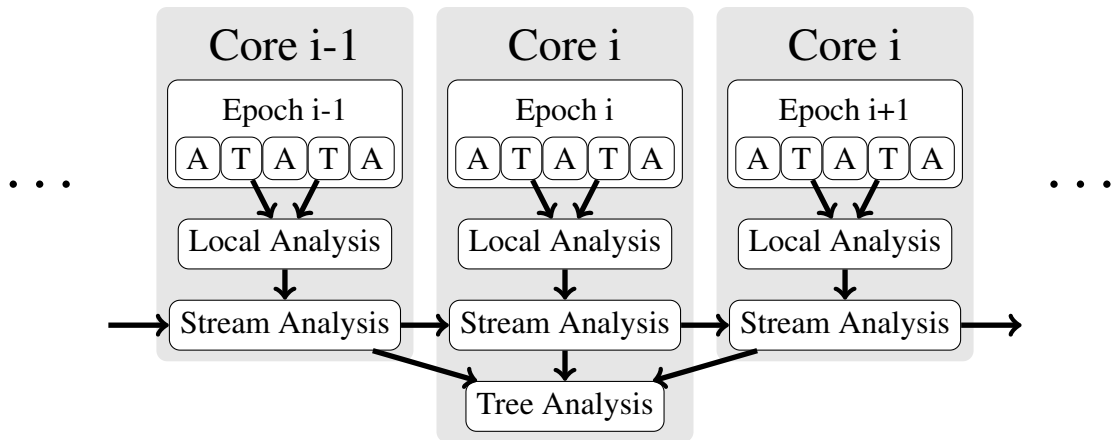 Core i-1
Core i
Core i
Epoch i-1
Epoch i
Epoch i+1
A T A T A
A T A T A
A T A T A
. . .
. . .
Local Analysis
Local Analysis
Local Analysis
Stream Analysis
Stream Analysis
Stream Analysis
Tree Analysis